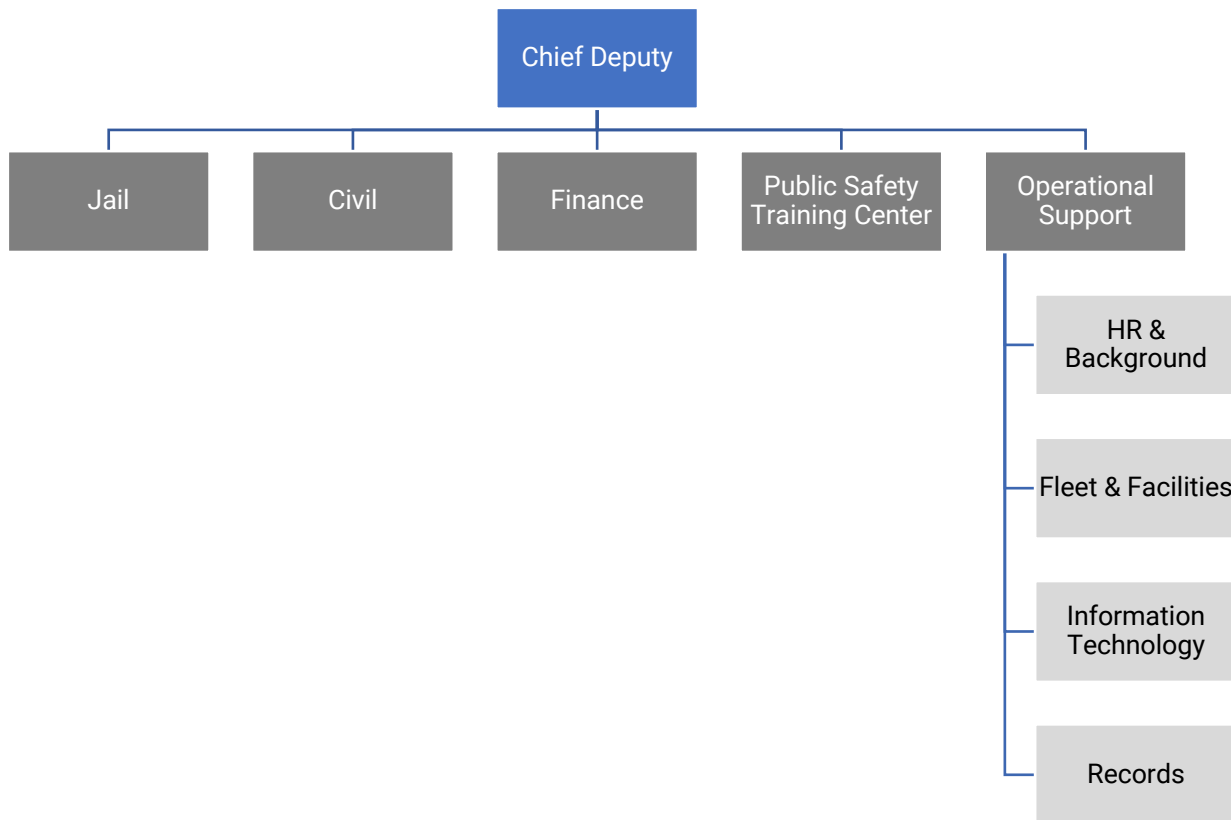 Chief Deputy
Jail
Civil
Finance
Public Safety
Training Center
Operational
Support
HR &
Background
Fleet & Facilities
Information
Technology
Records